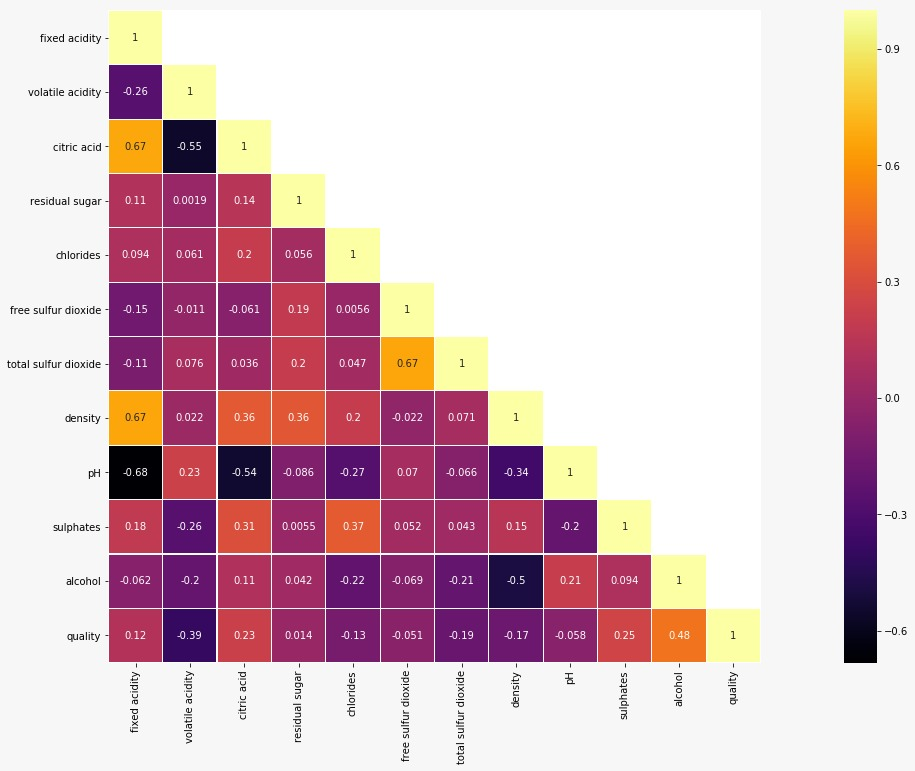 fixed acidity 1
volatile acidity -0.26 1
citric acid 0.67 -0.55 1
residual sugar 0.11 0.0019 0.14 1
chlorides 0.094 0.061 0.2 0.056 1
free sulfur dioxide -0.15 -0.011 -0.061 0.19 0.0056 1
total sulfur dioxide -0.11 0.076 0.036 0.2 0.047 0.67 1
density 0.67 0.022 0.36 0.36 0.2 -0.022 0.071 1
pH -0.68 0.23 -0.54 -0.086 -0.27 0.07 -0.066 -0.34 1
sulphates 0.18 -0.26 0.31 0.0055 0.37 0.052 0.043 0.15 -0.2 1
alcohol -0.062 -0.2 0.11 0.042 -0.22 -0.069 -0.21 -0.5 0.21 0.094 1
quality 0.12 -0.39 0.23 0.014 -0.13 -0.051 -0.19 -0.17 -0.058 0.25 0.48 1
fixed acidity
volatile acidity
citric acid
residual sugar
chlorides
free sulfur dioxide
total sulfur dioxide
density
pH
sulphates
alcohol
quality
0.9
0.6
0.3
0.0
−0.3
−0.6